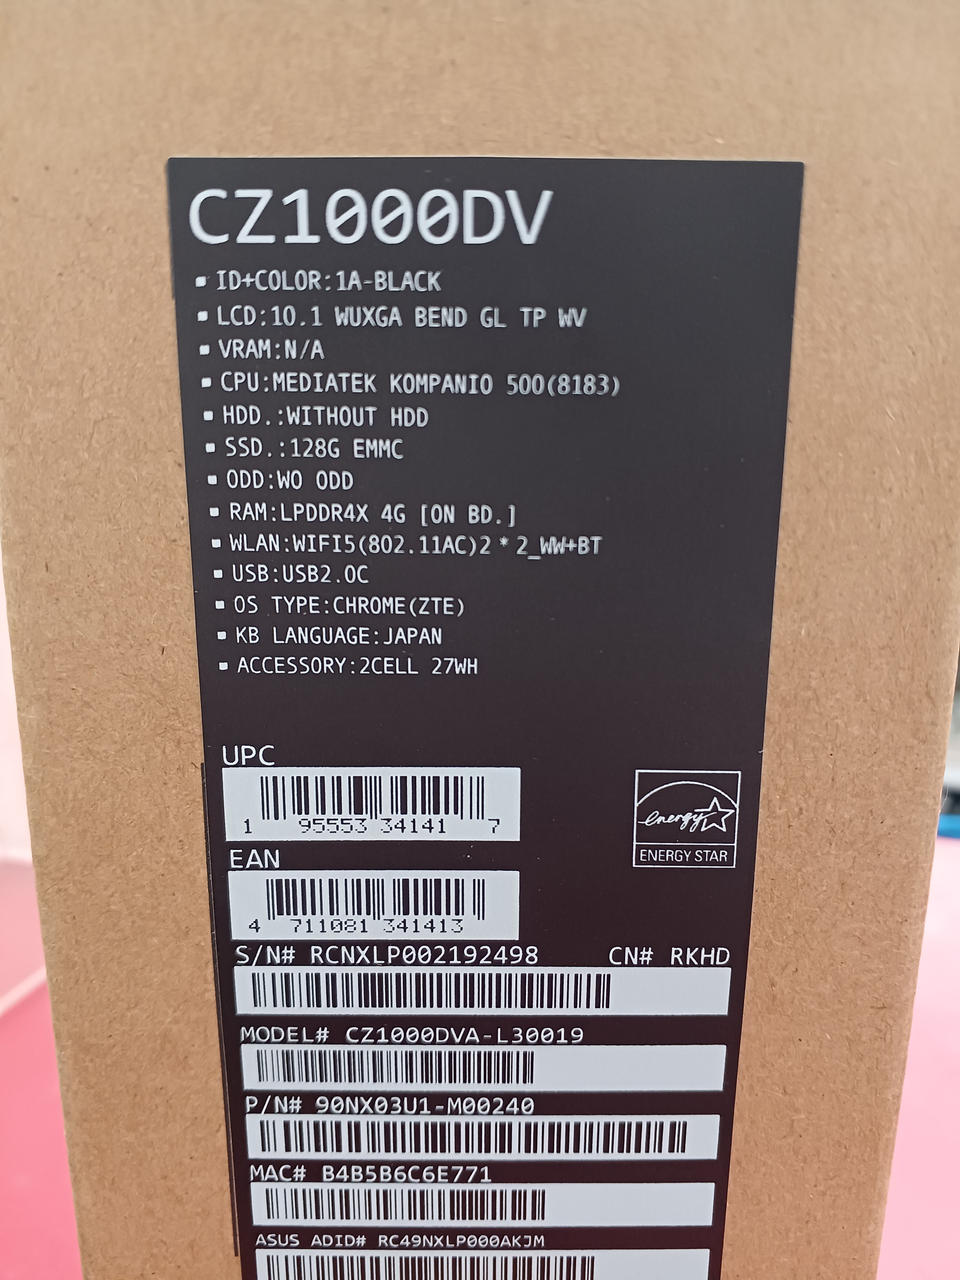 CZ1000DV
▪ ID+COLOR:1A-BLACK
▪ LCD:10.1 WUXGA BEND GL TP WV
▪ VRAM:N/A
▪ CPU:MEDIATEK KOMPANIO 500(8183)
▪ HDD.:WITHOUT HDD
▪ SSD.:128G EMMC
▪ ODD:WO ODD
▪ RAM:LPDDR4X 4G [ON BD.]
▪ WLAN:WIFI5(802.11AC)2*2_WW+BT
▪ USB:USB2.0C
▪ OS TYPE:CHROME(ZTE)
▪ KB LANGUAGE:JAPAN
▪ ACCESSORY:2CELL 27WH
UPC
1 95553 34141 7
energy
ENERGY STAR
EAN
4 711081 341413
S/N# RCNXLP002192498 CN# RKHD
MODEL# CZ1000DVA-L30019
P/N# 90NX03U1-M00240
MAC# B4B5B6C6E771
ASUS ADID# RC49NXLP000AKJM